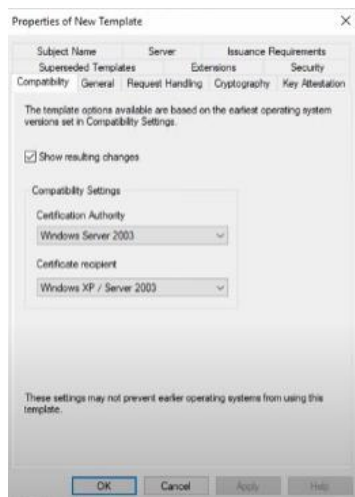 Properties of New Template
Subject Name Server Issuance Requirements
Superseded Templates Extensions Security
Compatibility General Request Handling Cryptography Key Attestation
The template options available are based on the earliest operating system
versions set in Compatibility Settings.
Show resulting changes
Compatibility Settings
Certification Authority
Windows Server 2003
Certificate recipient
Windows XP / Server 2003
These settings may not prevent earlier operating systems from using this
template.
OK Cancel Apply Help